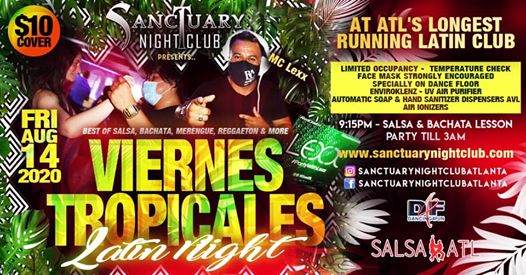 $10
COVER
SANCTUARY
NIGHT CLUB
PRESENTS...
MC LEXX
BEST OF SALSA, BACHATA, MERENGUE, REGGAETON & MORE
FRI
AUG
14
2020
VIERNES
TROPICALES
Latin Night
AT ATL'S LONGEST
RUNNING LATIN CLUB
LIMITED OCCUPANCY - TEMPERATURE CHECK
FACE MASK STRONGLY ENCOURAGED
SPECIALLY ON DANCE FLOOR
ENVIROKLENZ - UV AIR PURIFIER
AUTOMATIC SOAP & HAND SANITIZER DISPENSERS AVL
AIR IONIZERS
9:15PM - SALSA & BACHATA LESSON
PARTY TILL 3AM
www.sanctuarynightclub.com
SANCTUARYNIGHTCLUBATLANTA
SANCTUARYNIGHTCLUBATLANTA
DF
DANCING4FUN
SALSA ATL